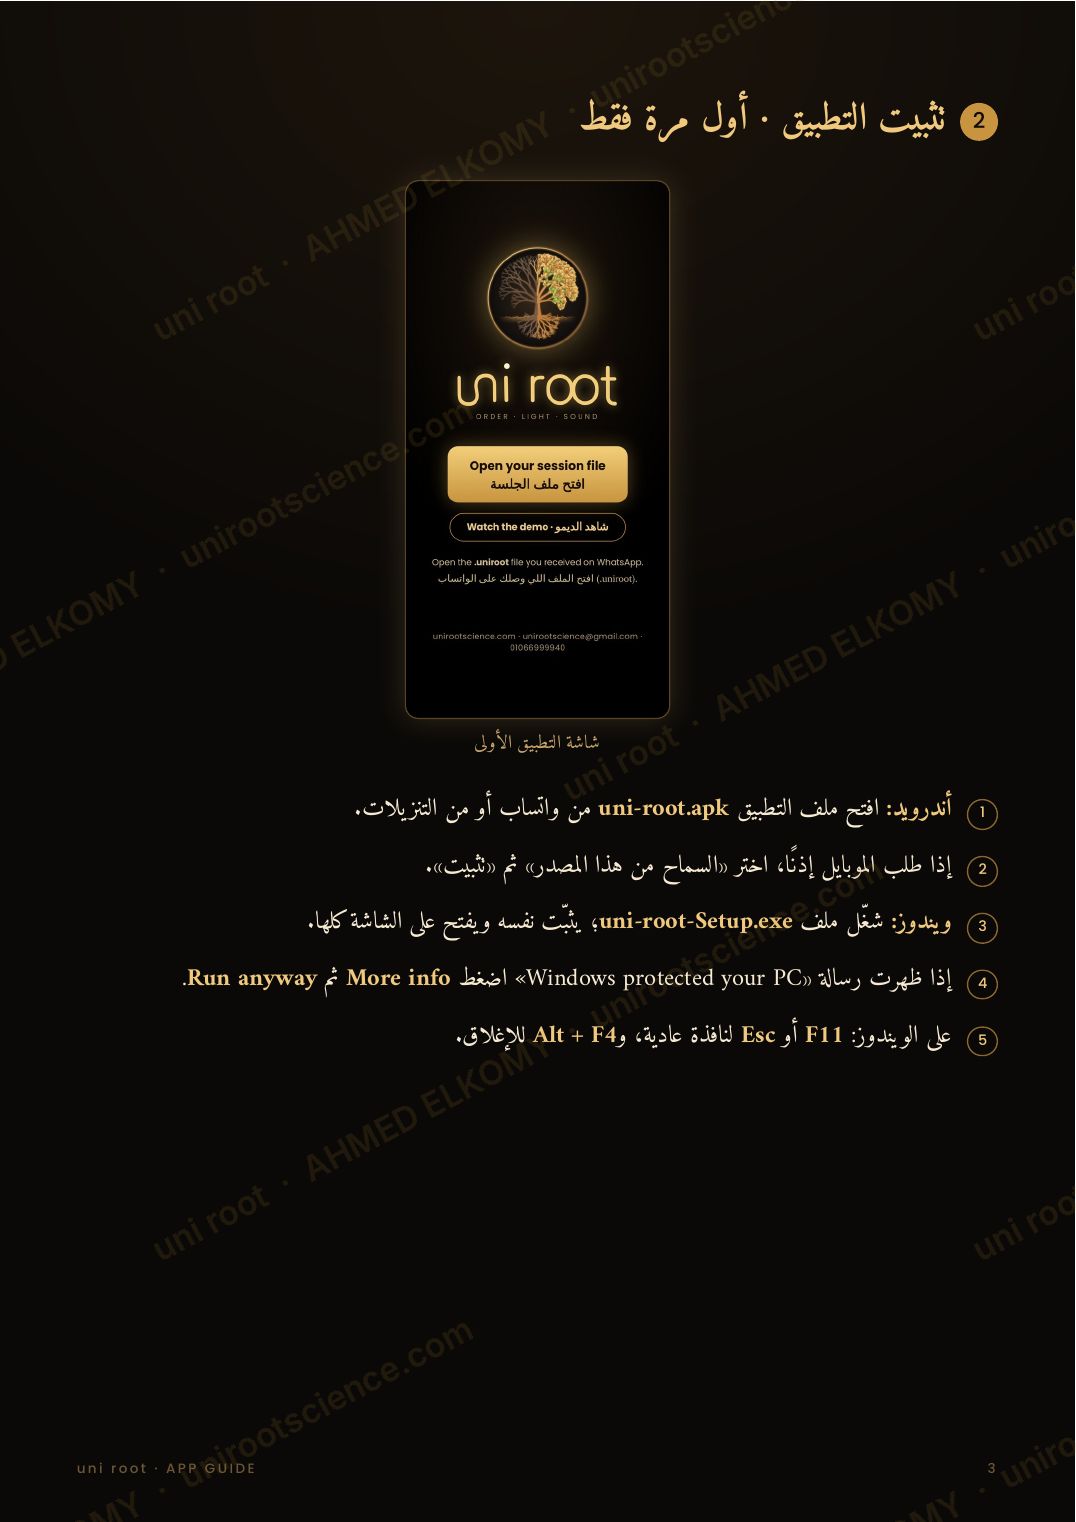 2 تثبيت التطبيق · أول مرة فقط
uni root
ORDER · LIGHT · SOUND
Open your session file
افتح ملف الجلسة
Watch the demo · شاهد الديمو
Open the .uniroot file you received on WhatsApp.
افتح الملف اللي وصلك على الواتساب (.uniroot).
unirootscience.com · unirootscience@gmail.com ·
01066999940
شاشة التطبيق الأولى
1 أندرويد: افتح ملف التطبيق uni-root.apk من واتساب أو من التنزيلات.
2 إذا طلب الموبايل إذنًا، اختر «السماح من هذا المصدر» ثم «تثبيت».
3 ويندوز: شغّل ملف uni-root-Setup.exe؛ يثبّت نفسه ويفتح على الشاشة كلها.
4 إذا ظهرت رسالة «Windows protected your PC» اضغط More info ثم Run anyway.
5 على الويندوز: F11 أو Esc لنافذة عادية، وAlt + F4 للإغلاق.
uni root · APP GUIDE
3
uni root · AHMED ELKOMY · unirootscience.com